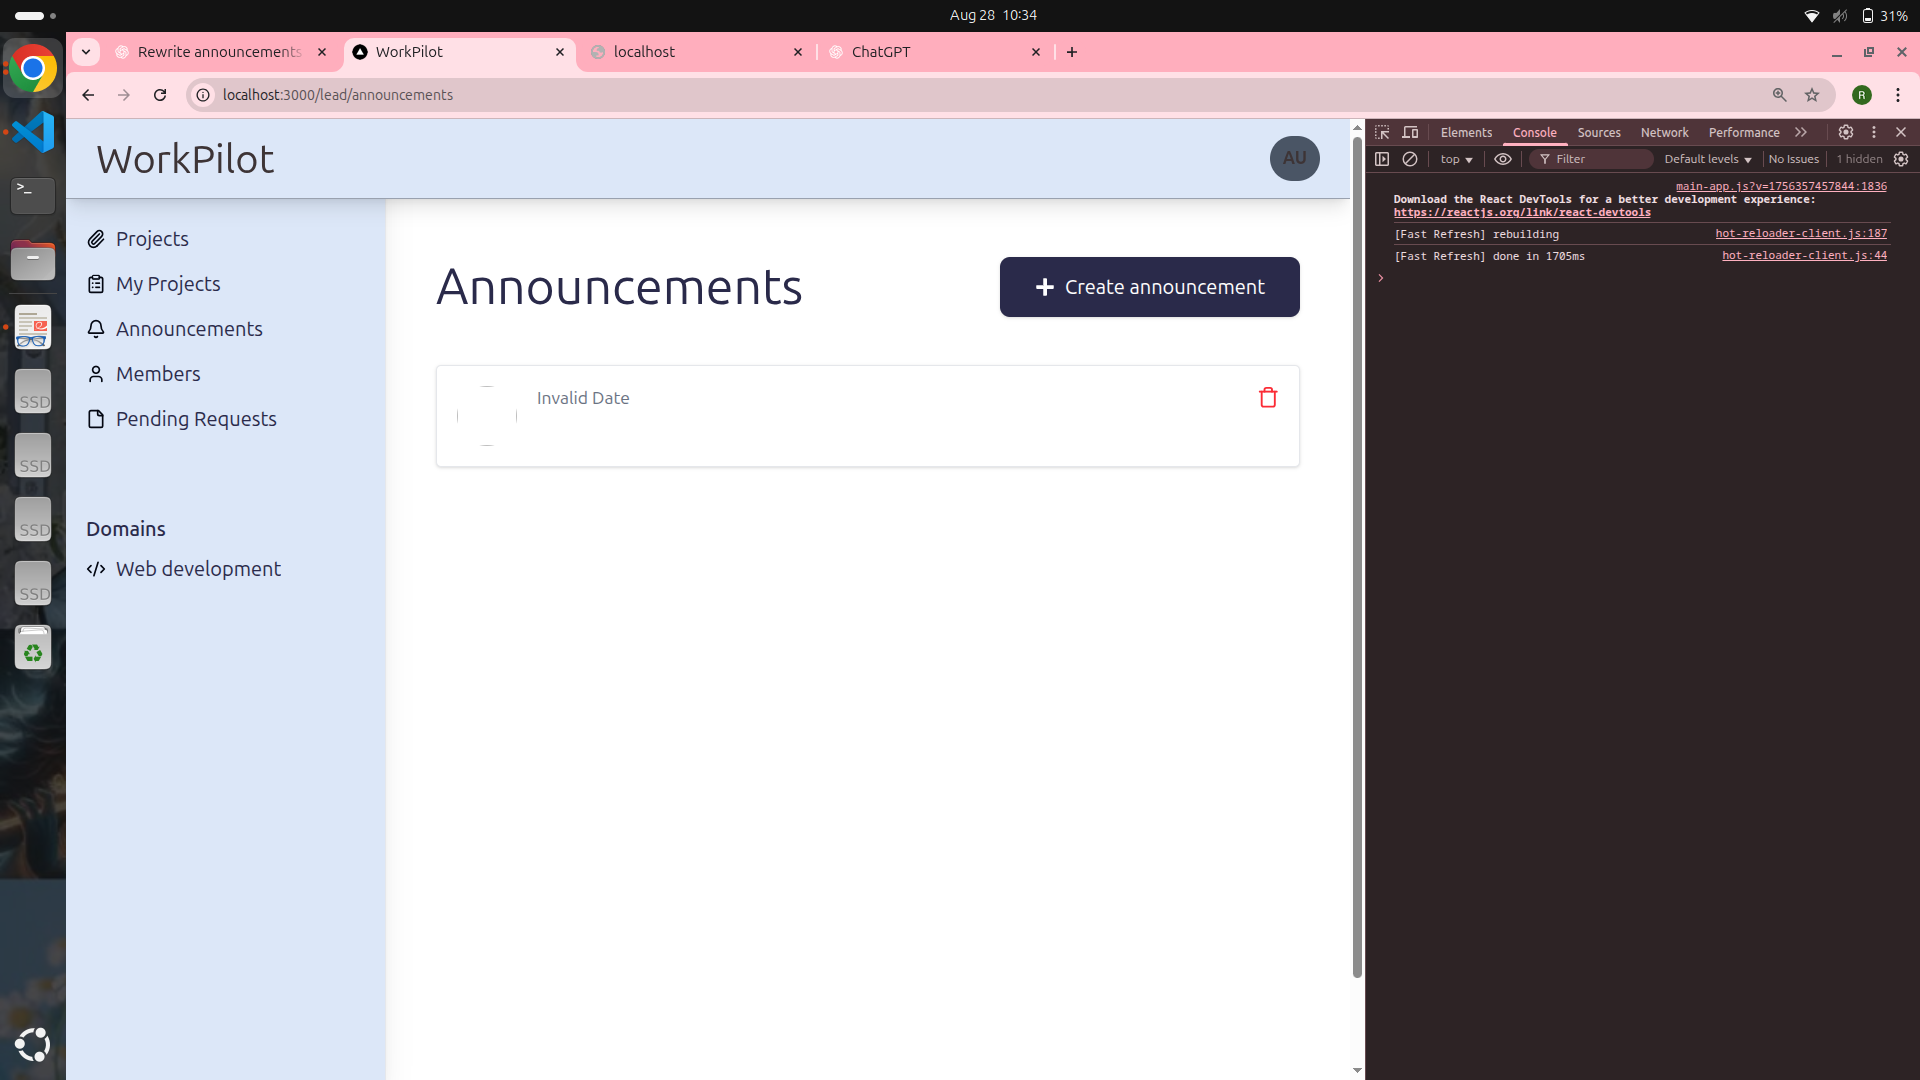 Aug 28 10:34
31%
Rewrite announcements
WorkPilot
localhost
ChatGPT
localhost:3000/lead/announcements
R
WorkPilot
AU
Projects
My Projects
Announcements
Members
Pending Requests
Domains
Web development
Announcements
Create announcement
Invalid Date
Elements
Console
Sources
Network
Performance
top
Filter
Default levels
No Issues
1 hidden
main-app.js?v=1756357457844:1836
Download the React DevTools for a better development experience:
https://reactjs.org/link/react-devtools
[Fast Refresh] rebuilding
hot-reloader-client.js:187
[Fast Refresh] done in 1705ms
hot-reloader-client.js:44
>_
SSD
SSD
SSD
SSD